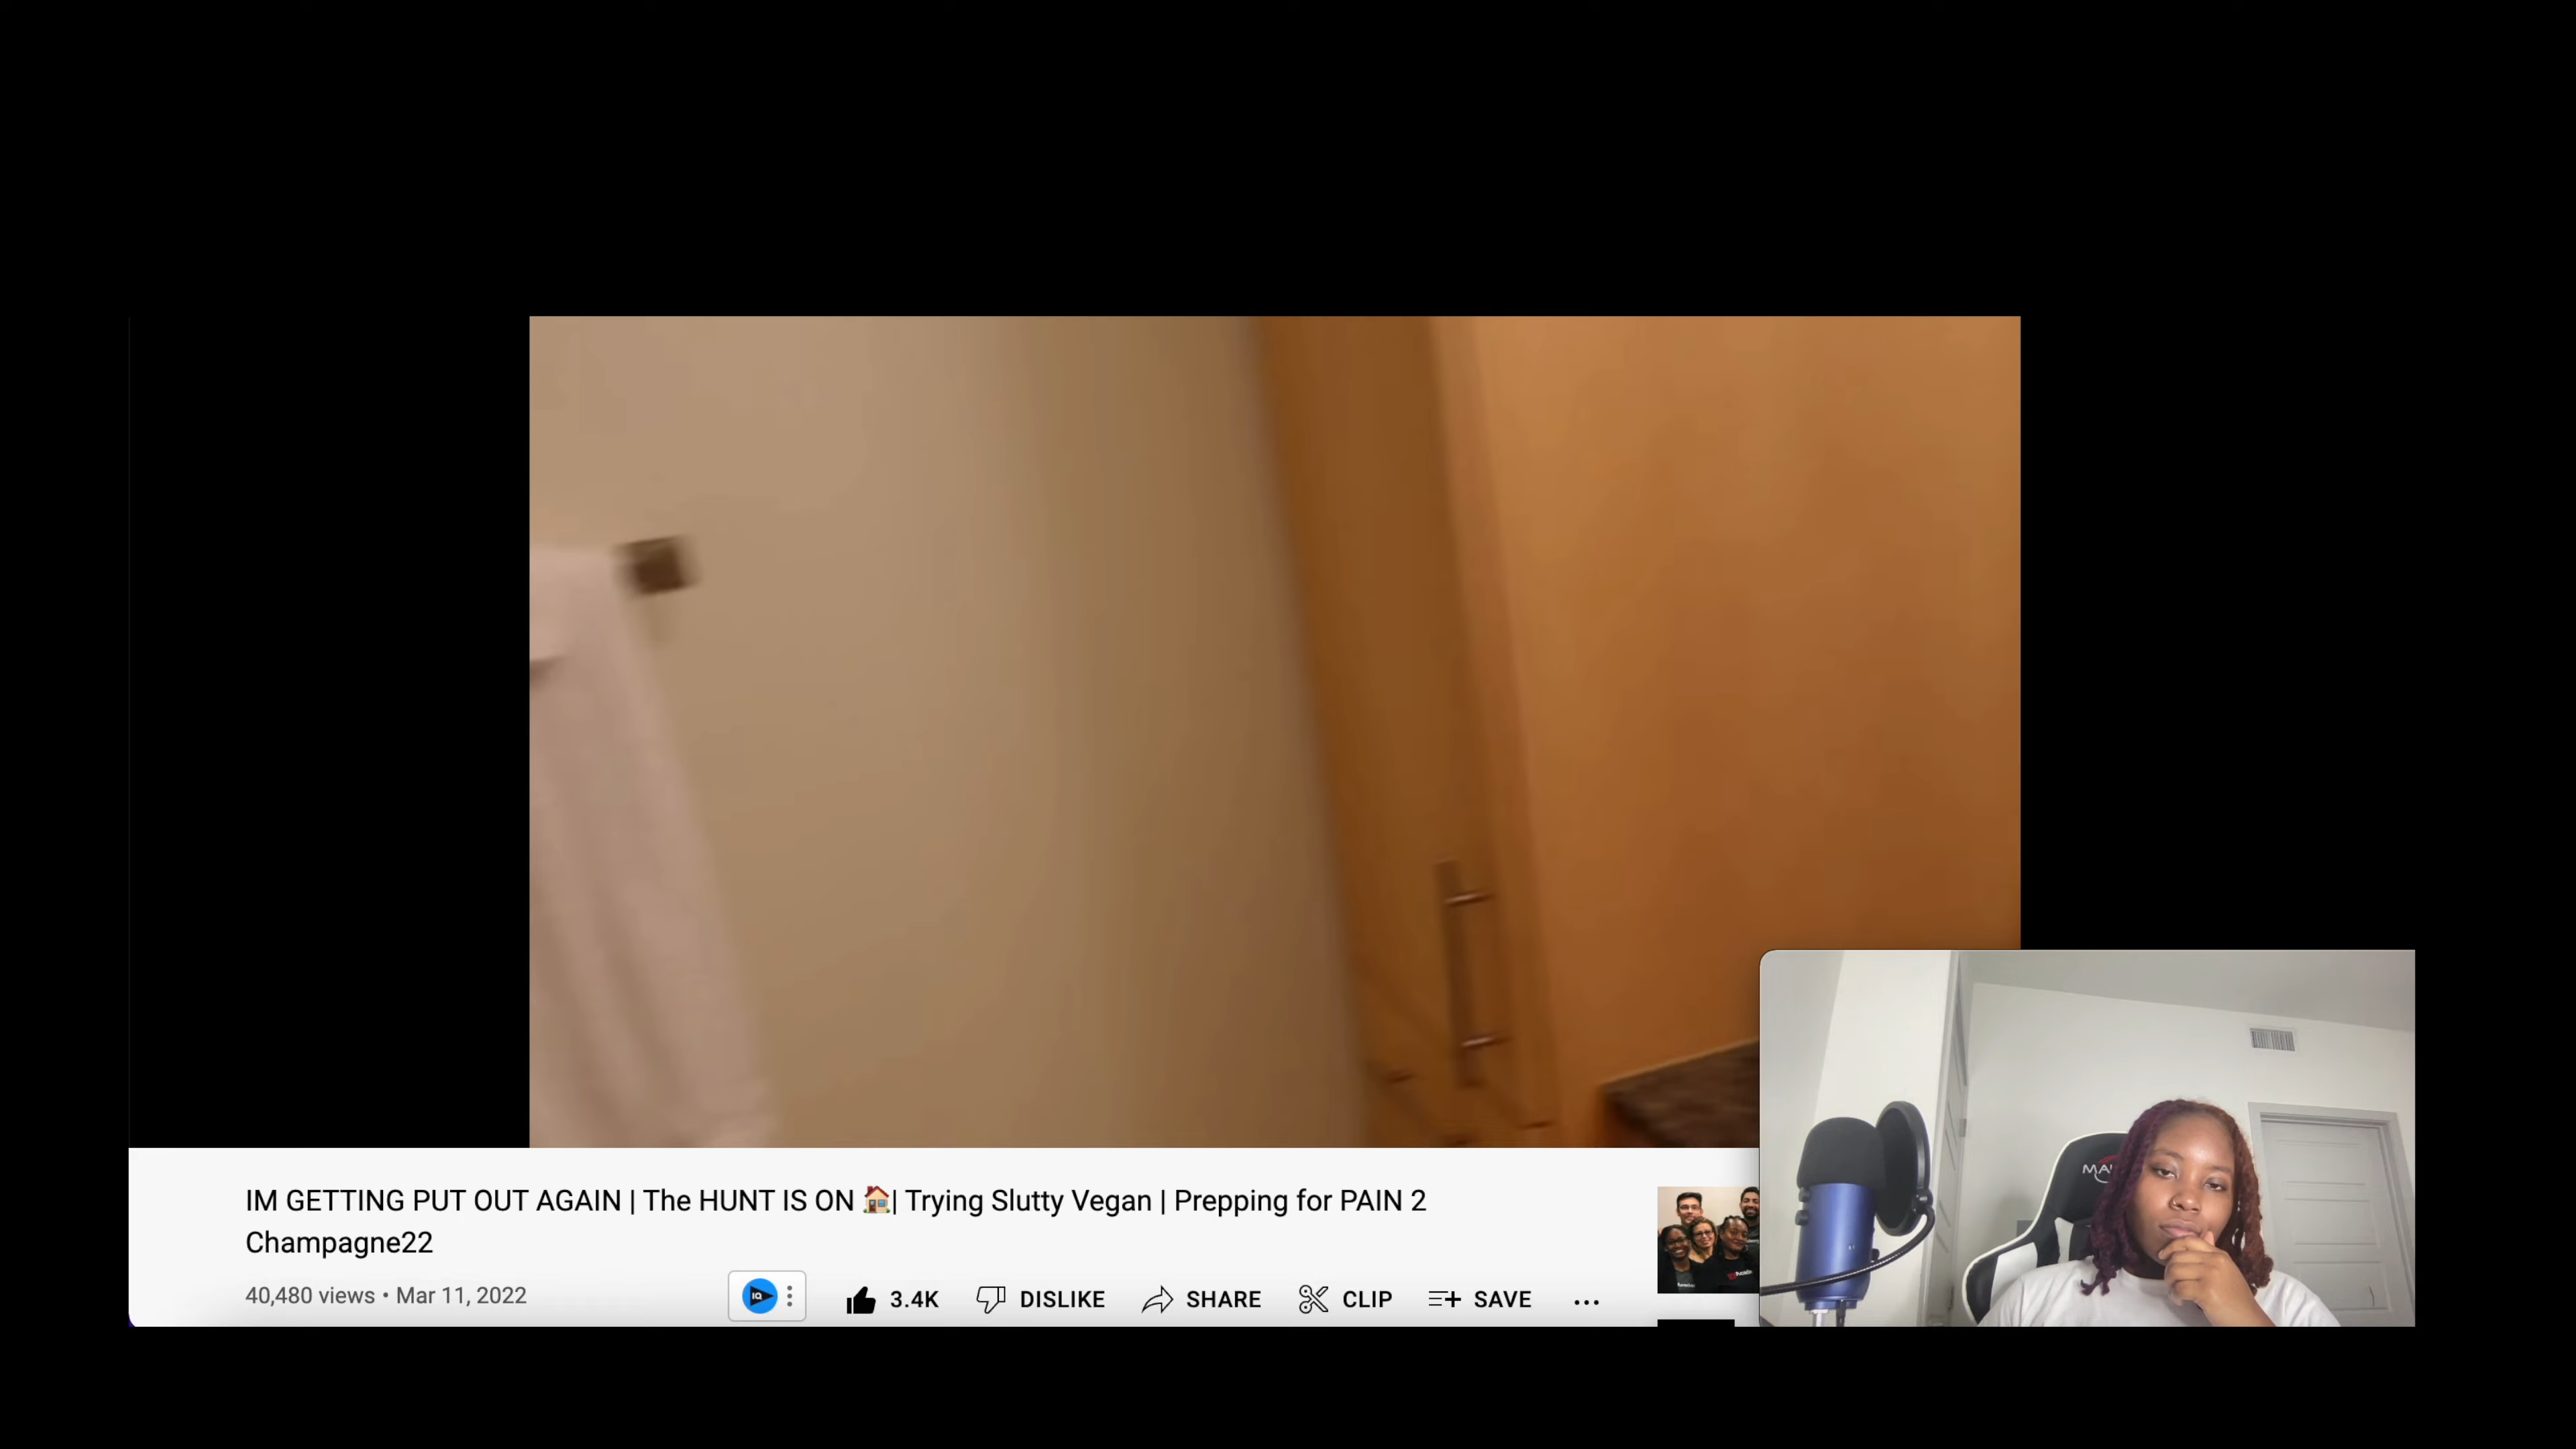 IM GETTING PUT OUT AGAIN | The HUNT IS ON 🏠| Trying Slutty Vegan | Prepping for PAIN 2
Champagne22
40,480 views • Mar 11, 2022
IQ
3.4K
DISLIKE
SHARE
CLIP
SAVE